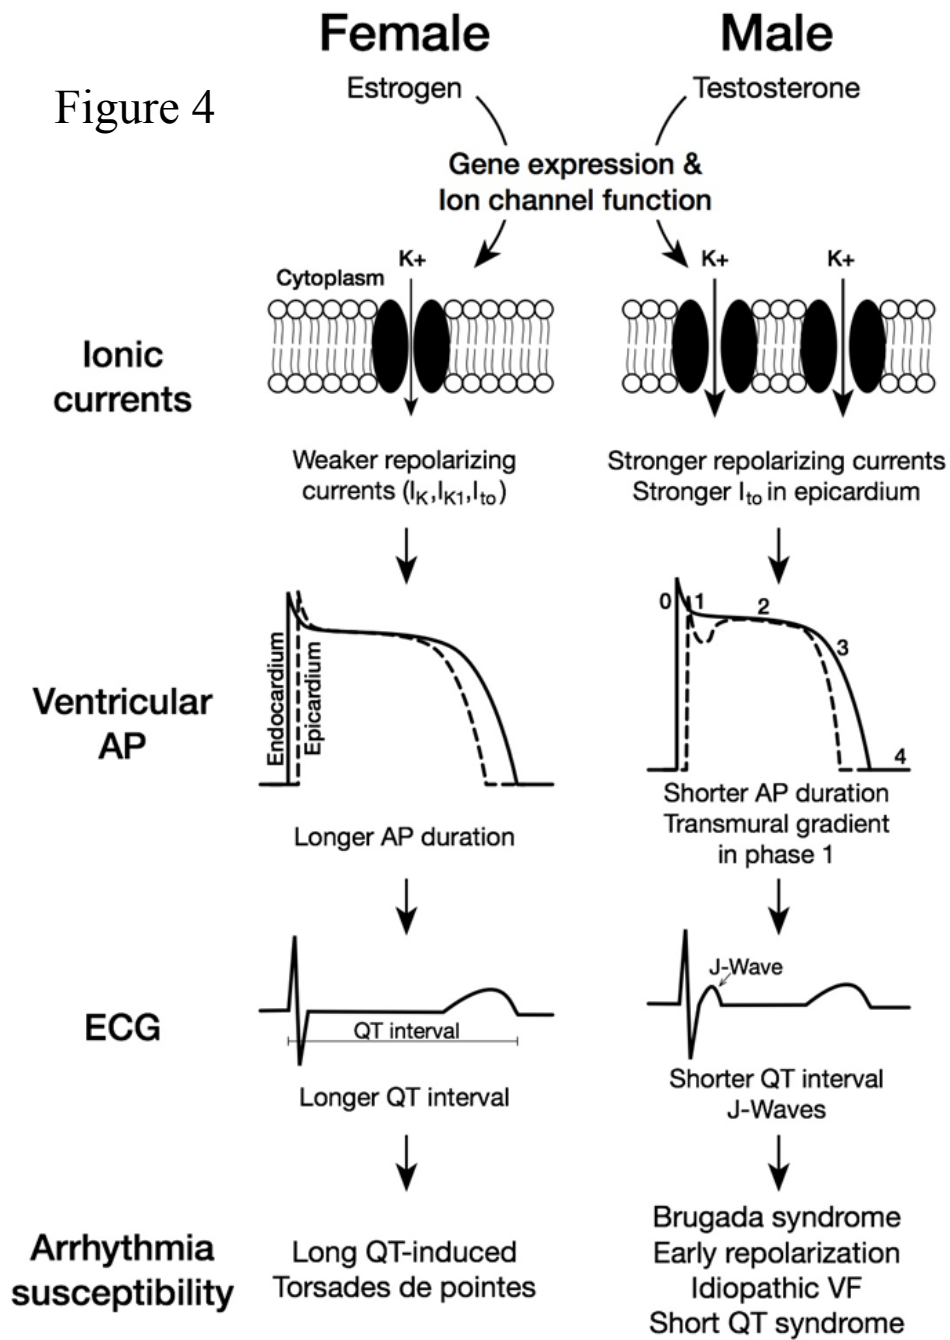 Female
Male
Figure 4
Estrogen
Testosterone
Gene expression &
Ion channel function
Cytoplasm
K+
K+
K+
Ionic
currents
Weaker repolarizing
currents (IK,IK1,Ito)
Stronger repolarizing currents
Stronger Ito in epicardium
Ventricular
AP
Endocardium
Epicardium
0
1
2
3
4
Longer AP duration
Shorter AP duration
Transmural gradient
in phase 1
ECG
QT interval
J-Wave
Longer QT interval
Shorter QT interval
J-Waves
Arrhythmia
susceptibility
Long QT-induced
Torsades de pointes
Brugada syndrome
Early repolarization
Idiopathic VF
Short QT syndrome